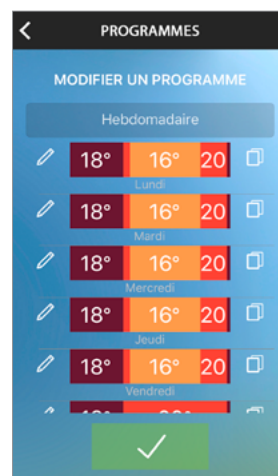 PROGRAMMES
MODIFIER UN PROGRAMME
Hebdomadaire
18° 16° 20
Lundi
18° 16° 20
Mardi
18° 16° 20
Mercredi
18° 16° 20
Jeudi
18° 16° 20
Vendredi